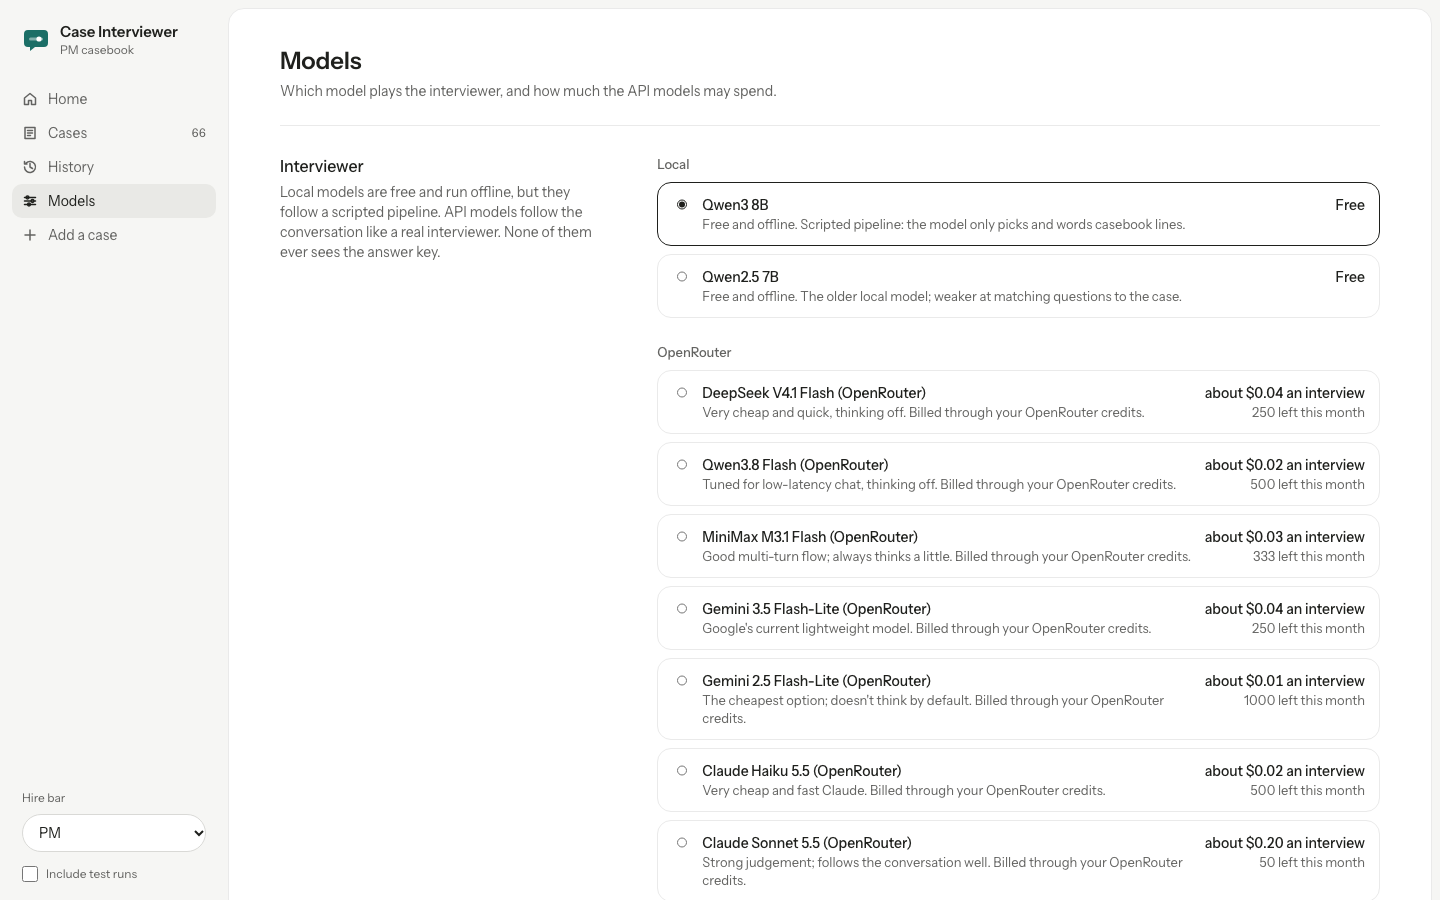 Case Interviewer
PM casebook
Home
Cases 66
History
Models
Add a case
Hire bar
PM
Include test runs
Models
Which model plays the interviewer, and how much the API models may spend.
Interviewer
Local models are free and run offline, but they
follow a scripted pipeline. API models follow the
conversation like a real interviewer. None of them
ever sees the answer key.
Local
Qwen3 8B Free
Free and offline. Scripted pipeline: the model only picks and words casebook lines.
Qwen2.5 7B Free
Free and offline. The older local model; weaker at matching questions to the case.
OpenRouter
DeepSeek V4.1 Flash (OpenRouter) about $0.04 an interview
Very cheap and quick, thinking off. Billed through your OpenRouter credits. 250 left this month
Qwen3.8 Flash (OpenRouter) about $0.02 an interview
Tuned for low-latency chat, thinking off. Billed through your OpenRouter credits. 500 left this month
MiniMax M3.1 Flash (OpenRouter) about $0.03 an interview
Good multi-turn flow; always thinks a little. Billed through your OpenRouter credits. 333 left this month
Gemini 3.5 Flash-Lite (OpenRouter) about $0.04 an interview
Google's current lightweight model. Billed through your OpenRouter credits. 250 left this month
Gemini 2.5 Flash-Lite (OpenRouter) about $0.01 an interview
The cheapest option; doesn't think by default. Billed through your OpenRouter 1000 left this month
credits.
Claude Haiku 5.5 (OpenRouter) about $0.02 an interview
Very cheap and fast Claude. Billed through your OpenRouter credits. 500 left this month
Claude Sonnet 5.5 (OpenRouter) about $0.20 an interview
Strong judgement; follows the conversation well. Billed through your OpenRouter 50 left this month
credits.